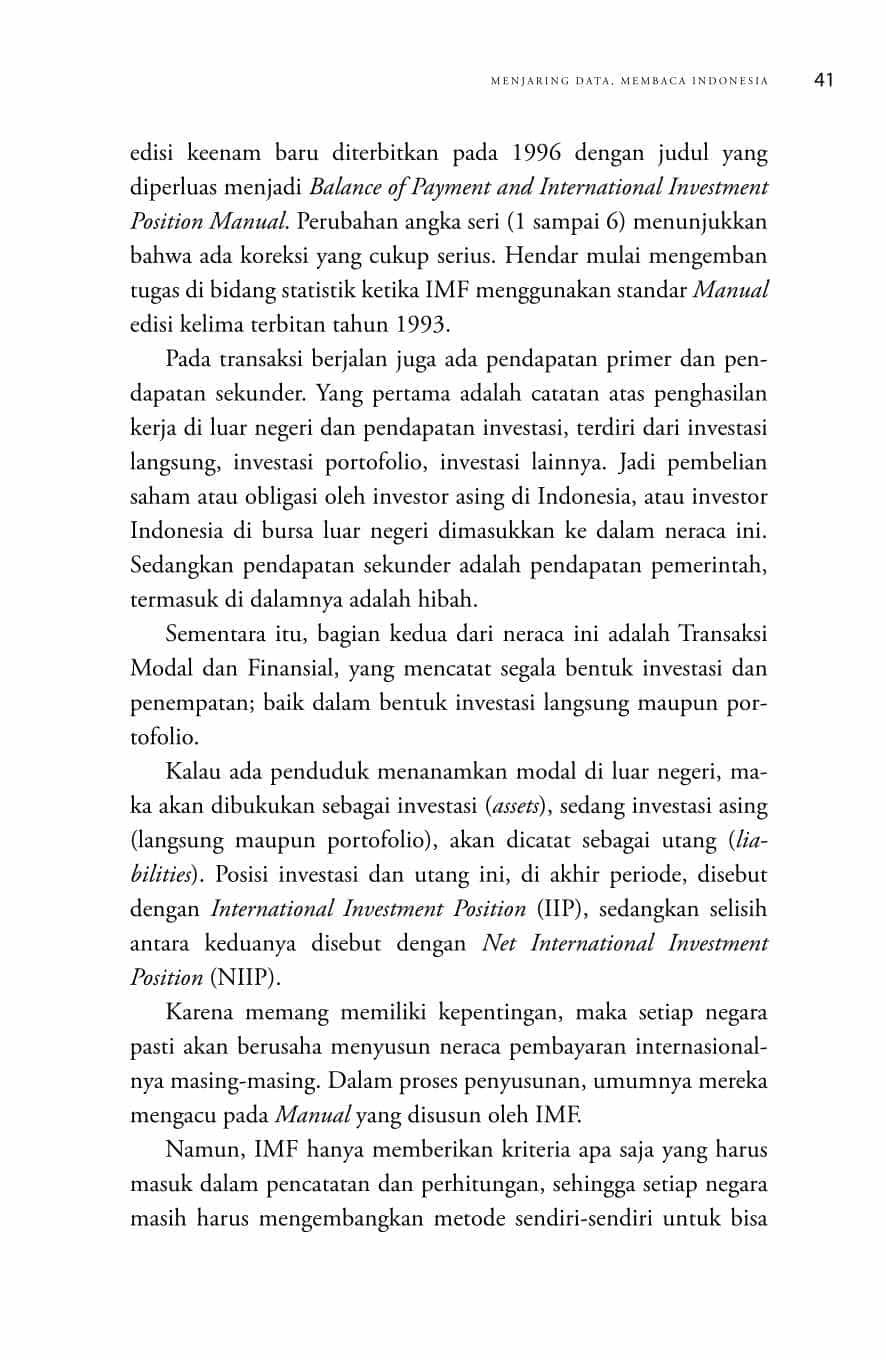 MENJARING DATA, MEMBACA INDONESIA 41
edisi keenam baru diterbitkan pada 1996 dengan judul yang
diperluas menjadi Balance of Payment and International Investment
Position Manual. Perubahan angka seri (1 sampai 6) menunjukkan
bahwa ada koreksi yang cukup serius. Hendar mulai mengemban
tugas di bidang statistik ketika IMF menggunakan standar Manual
edisi kelima terbitan tahun 1993.
Pada transaksi berjalan juga ada pendapatan primer dan pen-
dapatan sekunder. Yang pertama adalah catatan atas penghasilan
kerja di luar negeri dan pendapatan investasi, terdiri dari investasi
langsung, investasi portofolio, investasi lainnya. Jadi pembelian
saham atau obligasi oleh investor asing di Indonesia, atau investor
Indonesia di bursa luar negeri dimasukkan ke dalam neraca ini.
Sedangkan pendapatan sekunder adalah pendapatan pemerintah,
termasuk di dalamnya adalah hibah.
Sementara itu, bagian kedua dari neraca ini adalah Transaksi
Modal dan Finansial, yang mencatat segala bentuk investasi dan
penempatan; baik dalam bentuk investasi langsung maupun por-
tofolio.
Kalau ada penduduk menanamkan modal di luar negeri, ma-
ka akan dibukukan sebagai investasi (assets), sedang investasi asing
(langsung maupun portofolio), akan dicatat sebagai utang (lia-
bilities). Posisi investasi dan utang ini, di akhir periode, disebut
dengan International Investment Position (IIP), sedangkan selisih
antara keduanya disebut dengan Net International Investment
Position (NIIP).
Karena memang memiliki kepentingan, maka setiap negara
pasti akan berusaha menyusun neraca pembayaran internasional-
nya masing-masing. Dalam proses penyusunan, umumnya mereka
mengacu pada Manual yang disusun oleh IMF.
Namun, IMF hanya memberikan kriteria apa saja yang harus
masuk dalam pencatatan dan perhitungan, sehingga setiap negara
masih harus mengembangkan metode sendiri-sendiri untuk bisa